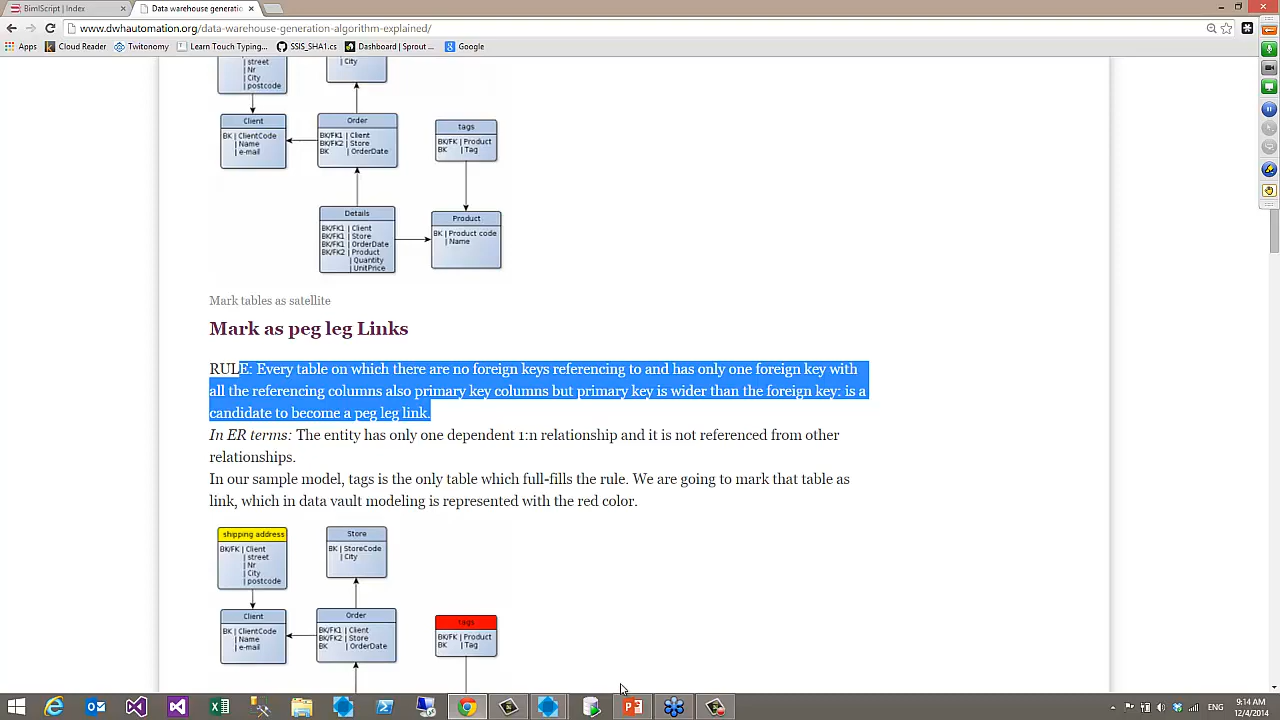 BimlScript | Index
Data warehouse generatio
www.dwhautomation.org/data-warehouse-generation-algorithm-explained/
Apps
Cloud Reader
Twixtonomy
Learn Touch Typing...
SSIS_SHA1.cs
Dashboard | Sprout ...
Google
street
Nr
City
postcode
City
Client
BK | ClientCode
| Name
| e-mail
Order
BK/FK1 | Client
BK/FK2 | Store
BK | OrderDate
tags
BK/FK | Product
BK | Tag
Details
BK/FK1 | Client
BK/FK1 | Store
BK/FK1 | OrderDate
BK/FK2 | Product
| Quantity
| UnitPrice
Product
BK | Product code
| Name
Mark tables as satellite
Mark as peg leg Links
RULE: Every table on which there are no foreign keys referencing to and has only one foreign key with
all the referencing columns also primary key columns but primary key is wider than the foreign key: is a
candidate to become a peg leg link.
In ER terms: The entity has only one dependent 1:n relationship and it is not referenced from other
relationships.
In our sample model, tags is the only table which full-fills the rule. We are going to mark that table as
link, which in data vault modeling is represented with the red color.
shipping address
BK/FK | Client
| street
| Nr
| City
| postcode
Store
BK | StoreCode
| City
Client
BK | ClientCode
| Name
| e-mail
Order
BK/FK1 | Client
BK/FK2 | Store
BK | OrderDate
tags
BK/FK | Product
BK | Tag
ENG
9:14 AM
12/4/2014